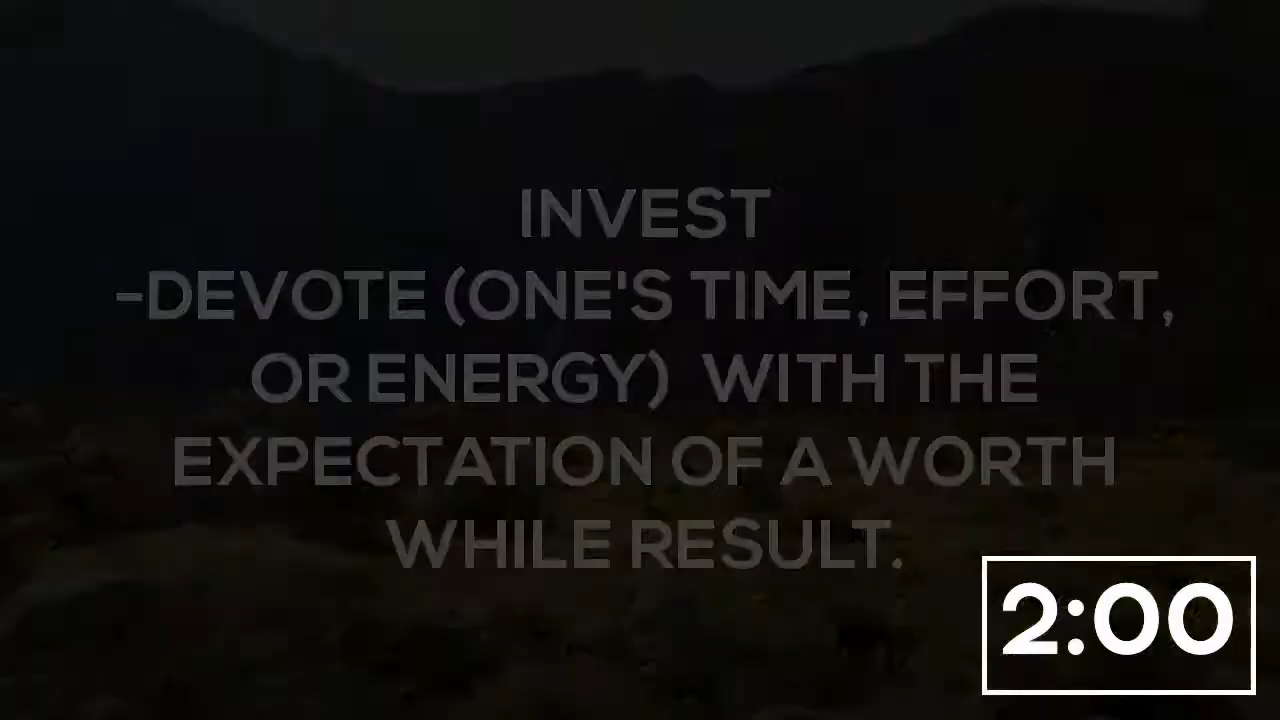 INVEST
-DEVOTE (ONE'S TIME, EFFORT,
OR ENERGY) WITH THE
EXPECTATION OF A WORTH
WHILE RESULT.
2:00